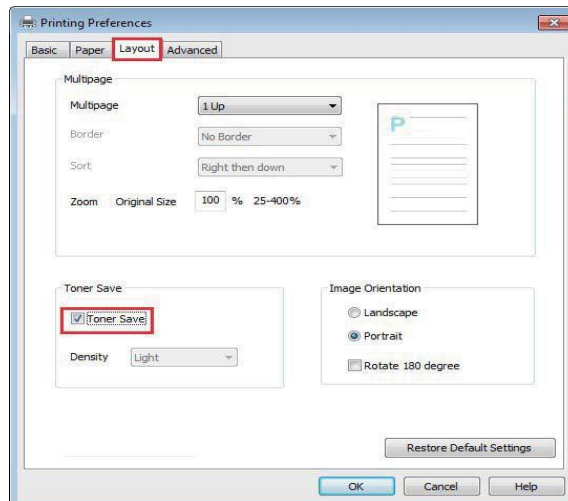 Printing Preferences
Basic Paper Layout Advanced
Multipage
Multipage 1 Up
Border No Border
Sort Right then down
Zoom Original Size 100 % 25-400%
P
Toner Save
Toner Save
Density Light
Image Orientation
Landscape
Portrait
Rotate 180 degree
Restore Default Settings
OK Cancel Help